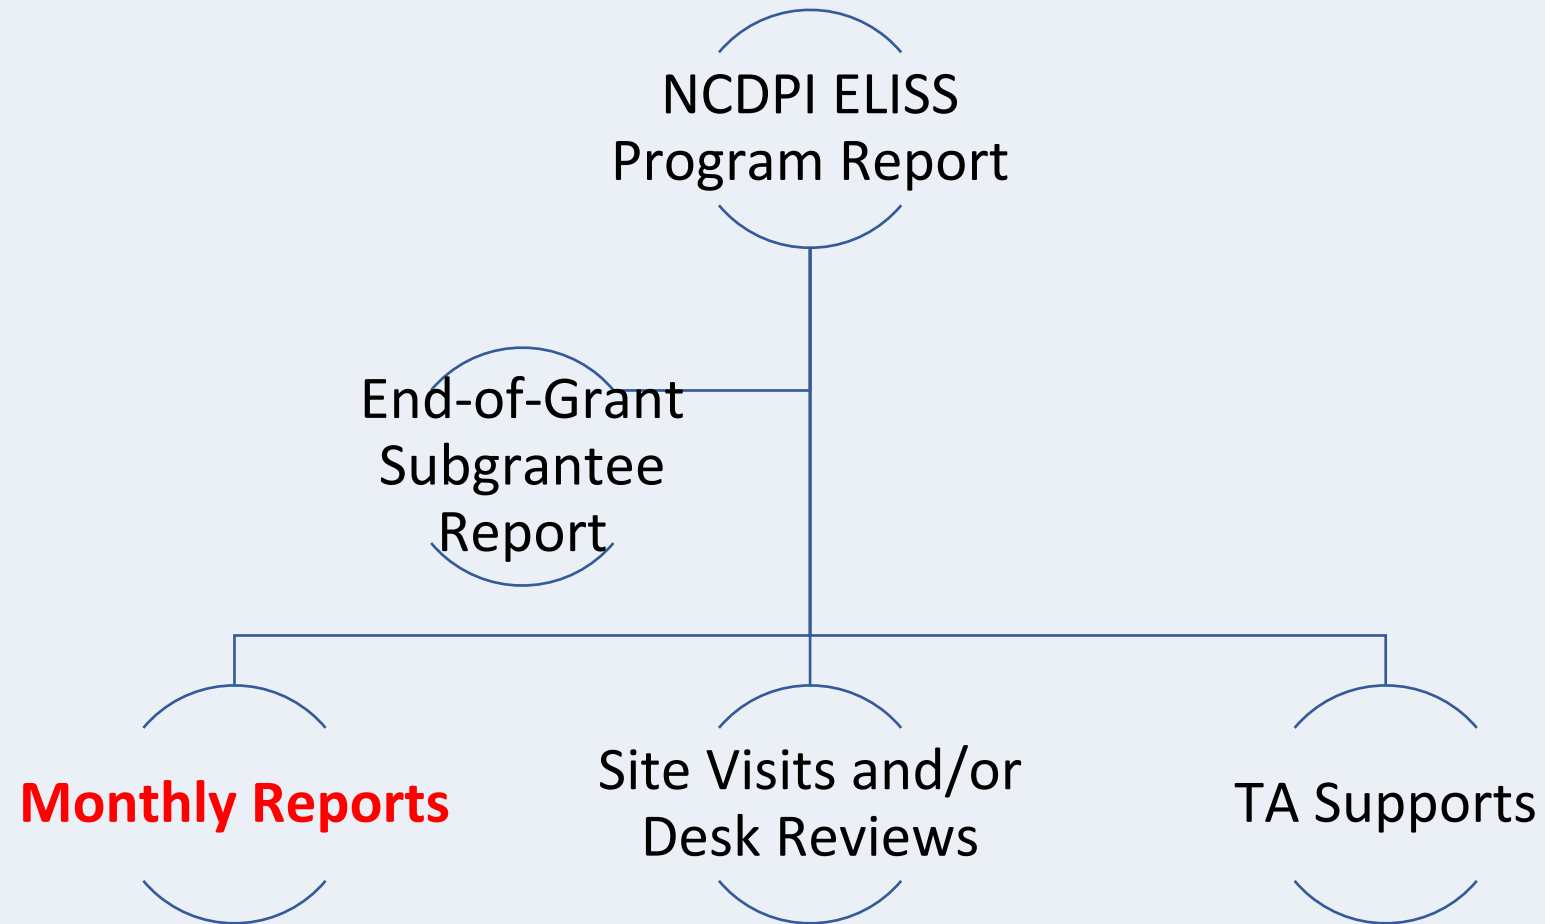 NCDPI ELISS
Program Report
End-of-Grant
Subgrantee
Report
Monthly Reports
Site Visits and/or
Desk Reviews
TA Supports